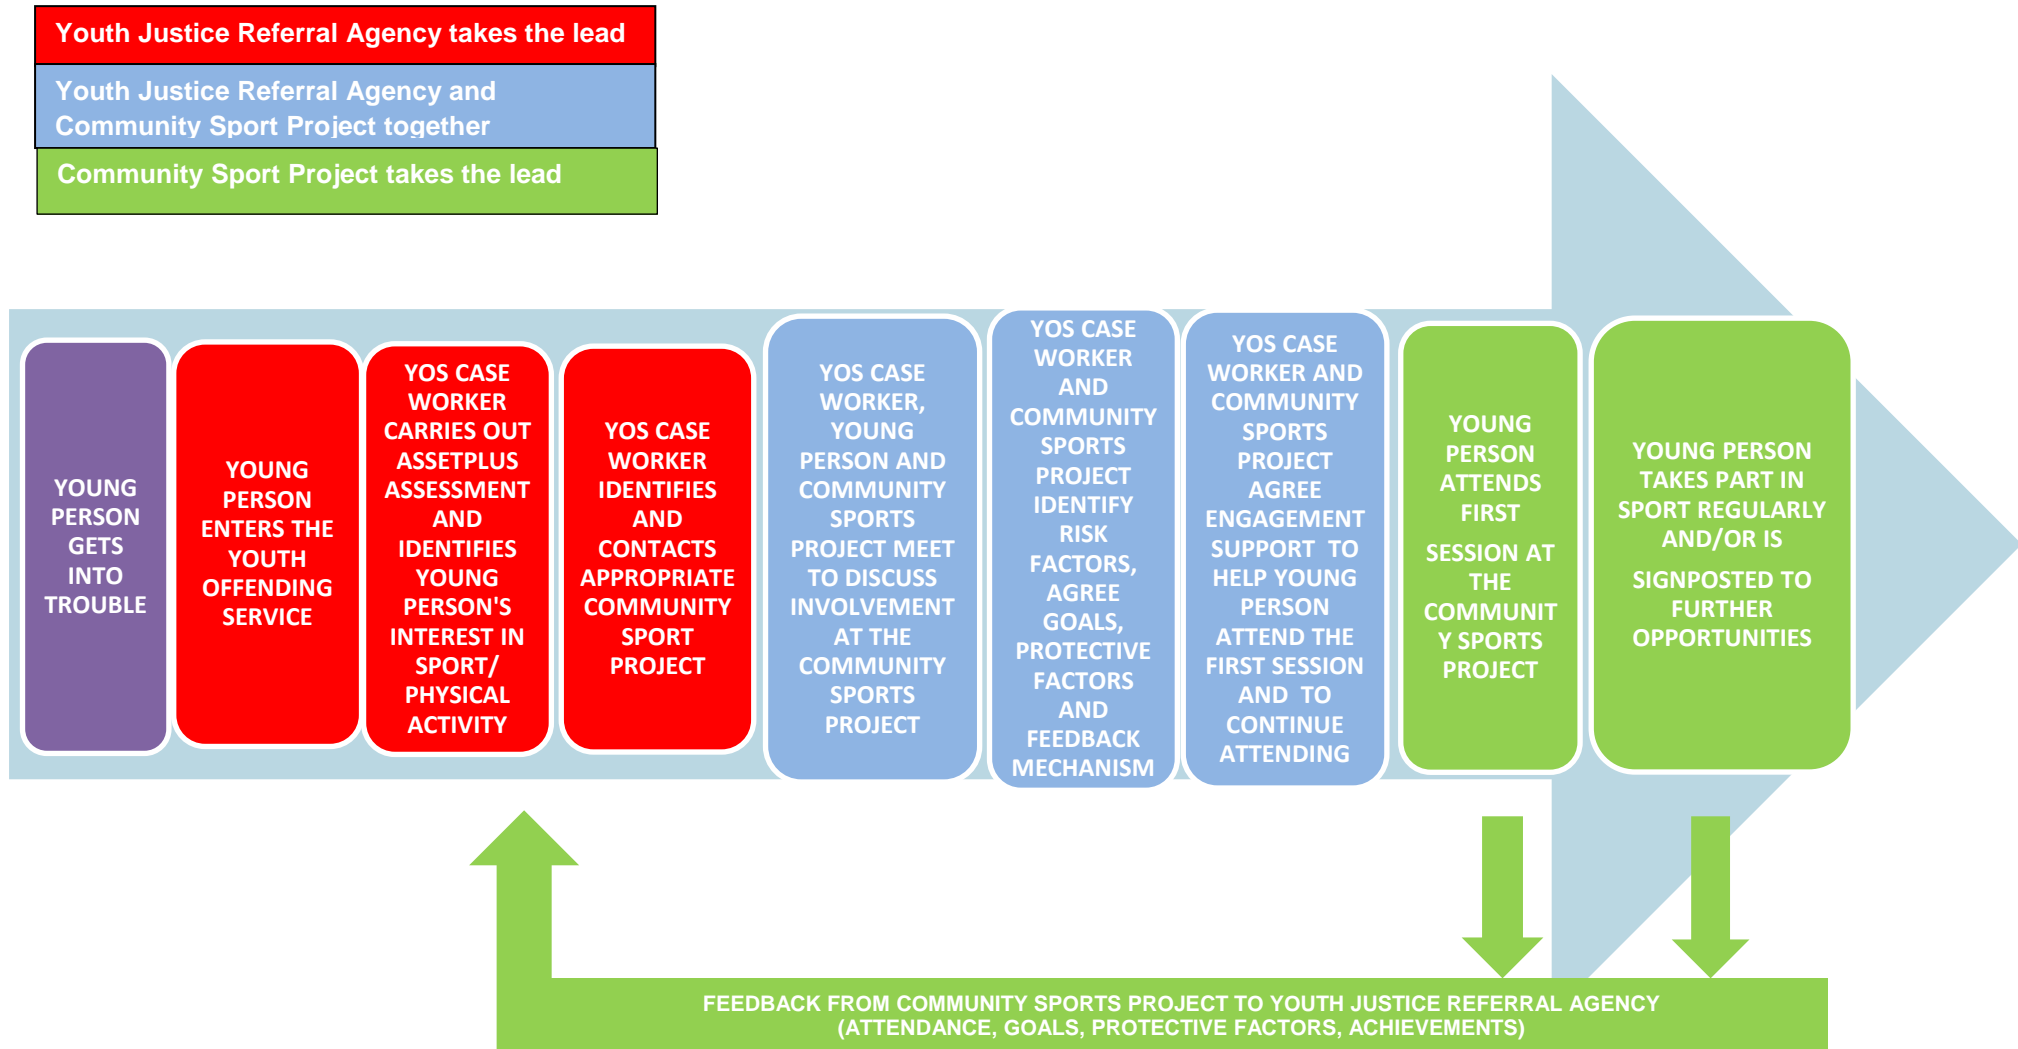 Youth Justice Referral Agency takes the lead
Youth Justice Referral Agency and
Community Sport Project together
Community Sport Project takes the lead
YOUNG
PERSON
GETS
INTO
TROUBLE
YOUNG
PERSON
ENTERS THE
YOUTH
OFFENDING
SERVICE
YOS CASE
WORKER
CARRIES OUT
ASSETPLUS
ASSESSMENT
AND
IDENTIFIES
YOUNG
PERSON'S
INTEREST IN
SPORT/
PHYSICAL
ACTIVITY
YOS CASE
WORKER
IDENTIFIES
AND
CONTACTS
APPROPRIATE
COMMUNITY
SPORT
PROJECT
YOS CASE
WORKER,
YOUNG
PERSON AND
COMMUNITY
SPORTS
PROJECT MEET
TO DISCUSS
INVOLVEMENT
AT THE
COMMUNITY
SPORTS
PROJECT
YOS CASE
WORKER
AND
COMMUNITY
SPORTS
PROJECT
IDENTIFY
RISK
FACTORS,
AGREE
GOALS,
PROTECTIVE
FACTORS
AND
FEEDBACK
MECHANISM
YOS CASE
WORKER AND
COMMUNITY
SPORTS
PROJECT
AGREE
ENGAGEMENT
SUPPORT TO
HELP YOUNG
PERSON
ATTEND THE
FIRST SESSION
AND TO
CONTINUE
ATTENDING
YOUNG
PERSON
ATTENDS
FIRST
SESSION AT
THE
COMMUNIT
Y SPORTS
PROJECT
YOUNG PERSON
TAKES PART IN
SPORT REGULARLY
AND/OR IS
SIGNPOSTED TO
FURTHER
OPPORTUNITIES
FEEDBACK FROM COMMUNITY SPORTS PROJECT TO YOUTH JUSTICE REFERRAL AGENCY
(ATTENDANCE, GOALS, PROTECTIVE FACTORS, ACHIEVEMENTS)